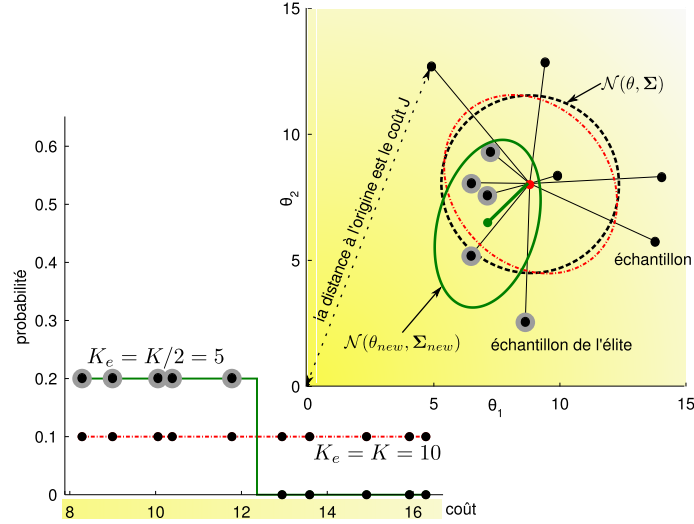 15
10
5
0
θ₂
0
5
10
15
θ₁
𝒩(θ, Σ)
ia distance à l'origine est le coût J
échantillon
𝒩(θₙₑw, Σₙₑw)
échantillon de l'élite
probabilité
0.6
0.5
0.4
0.3
0.2
0.1
0
Kₑ = K/2 = 5
Kₑ = K = 10
8
10
12
14
16
coût